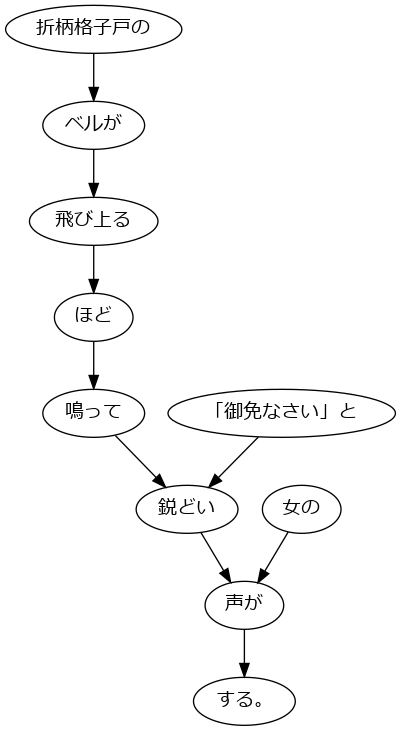 折柄格子戸の
ベルが
飛び上る
ほど
鳴って
「御免なさい」と
鋭どい
女の
声が
する。